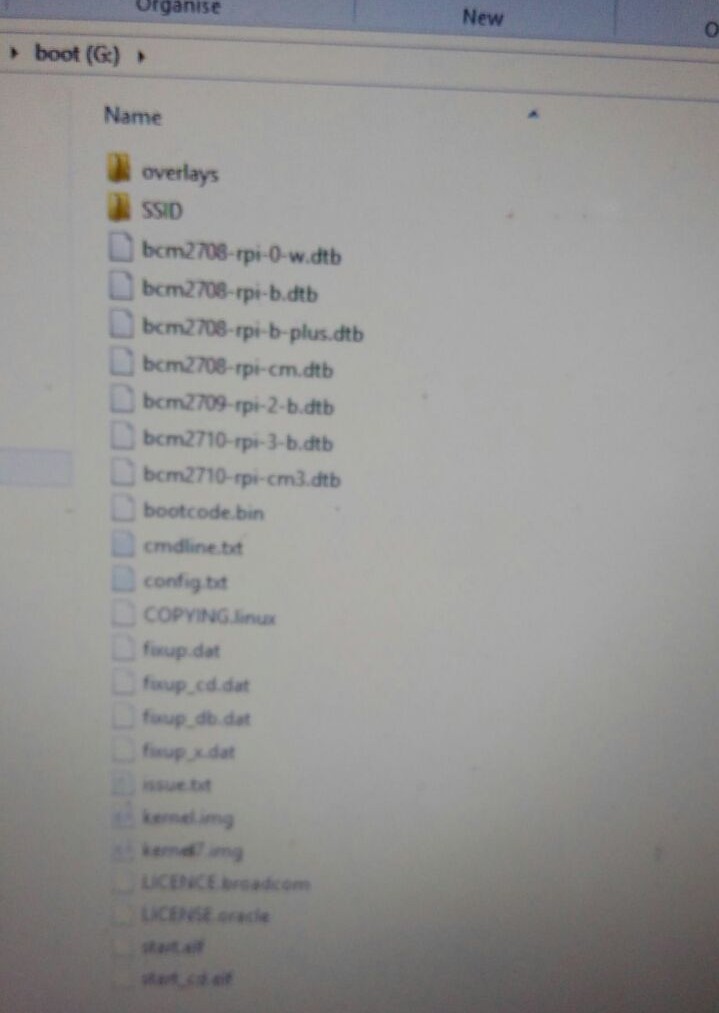 Organise
New
boot (G:)
Name
overlays
SSID
bcm2708-rpi-0-w.dtb
bcm2708-rpi-b.dtb
bcm2708-rpi-b-plus.dtb
bcm2708-rpi-cm.dtb
bcm2709-rpi-2-b.dtb
bcm2710-rpi-3-b.dtb
bcm2710-rpi-cm3.dtb
bootcode.bin
cmdline.txt
config.txt
COPYING.linux
fixup.dat
fixup_cd.dat
fixup_db.dat
fixup_x.dat
issue.txt
kernel.img
kernel7.img
LICENCE.broadcom
LICENSE.oracle
start.elf
start_cd.elf